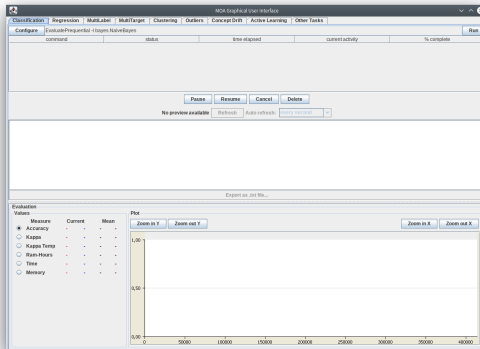 MOA Graphical User Interface
Classification Regression MultiLabel MultiTarget Clustering Outliers Concept Drift Active Learning Other Tasks
Configure EvaluatePrequential -l bayes.NaiveBayes Run
command status time elapsed current activity % complete
Pause Resume Cancel Delete
No preview available Refresh Auto refresh: every second
Export as .txt file...
Evaluation
Values Plot
Measure Current Mean
Zoom in Y Zoom out Y Zoom in X Zoom out X
Accuracy - - - -
Kappa - - - -
Kappa Temp - - - -
Ram-Hours - - - -
Time - - - -
Memory - - - -
1,00
0,50
0,00
0 50000 100000 150000 200000 250000 300000 350000 400000